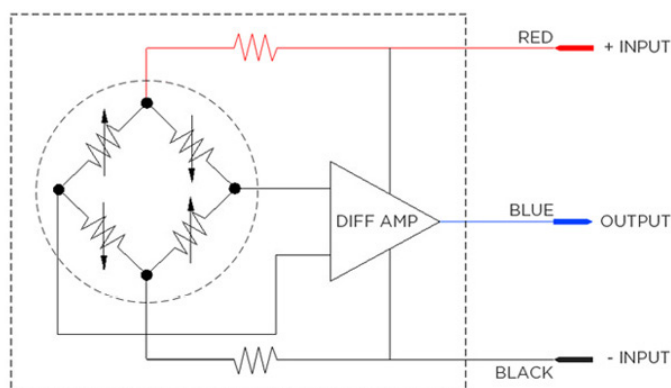 RED
+ INPUT
DIFF AMP
BLUE
OUTPUT
- INPUT
BLACK